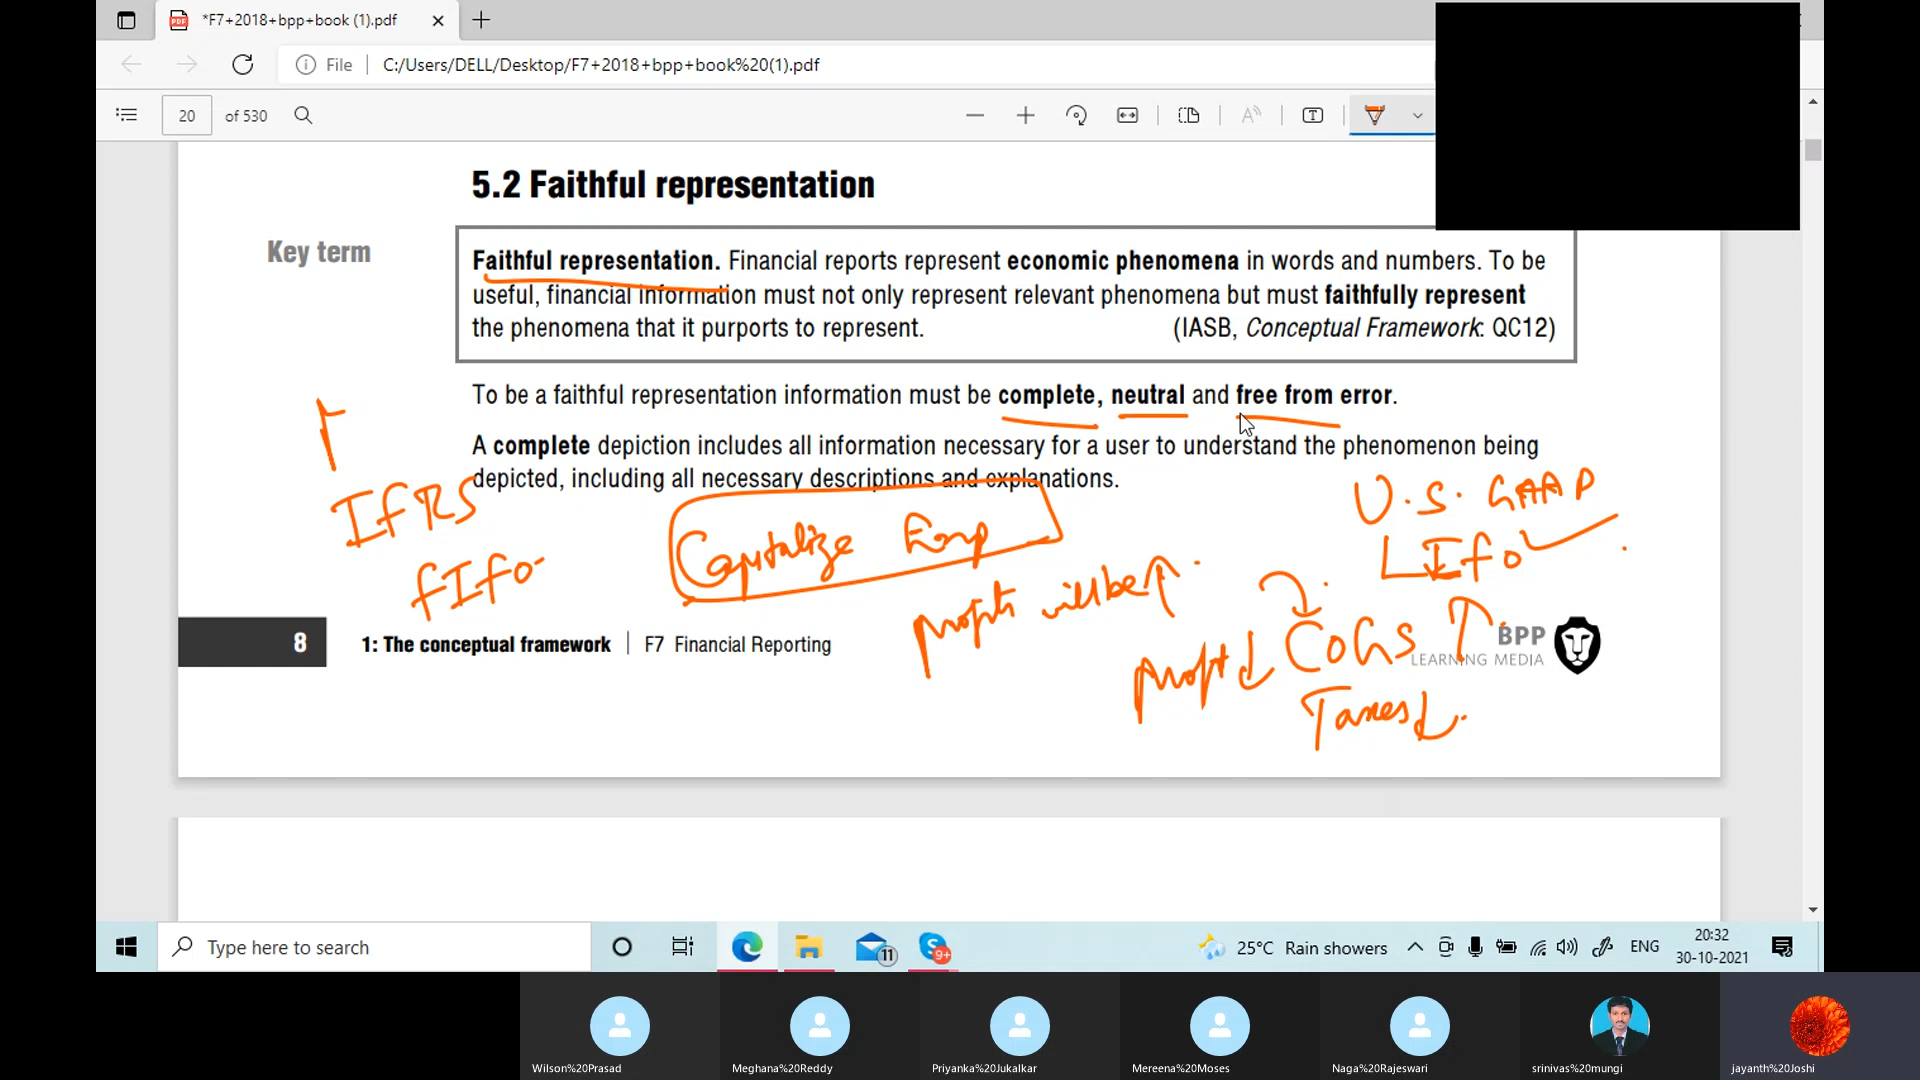 *F7+2018+bpp+book (1).pdf
File
C:/Users/DELL/Desktop/F7+2018+bpp+book%20(1).pdf
20 of 530
5.2 Faithful representation
Key term
Faithful representation. Financial reports represent economic phenomena in words and numbers. To be
useful, financial information must not only represent relevant phenomena but must faithfully represent
the phenomena that it purports to represent. (IASB, Conceptual Framework: QC12)
To be a faithful representation information must be complete, neutral and free from error.
A complete depiction includes all information necessary for a user to understand the phenomenon being
depicted, including all necessary descriptions and explanations.
U.S. GAAP
IFRS
LIFO
Capitalize Exp
FIFO
profit will be ↑
COGS ↑
profit ↓
Taxes ↓
8 1: The conceptual framework | F7 Financial Reporting
BPP
LEARNING MEDIA
Type here to search
11
9+
25°C Rain showers
ENG
20:32
30-10-2021
Wilson%20Prasad
Meghana%20Reddy
Priyanka%20Jukalkar
Mereena%20Moses
Naga%20Rajeswari
srinivas%20mungi
jayanth%20Joshi